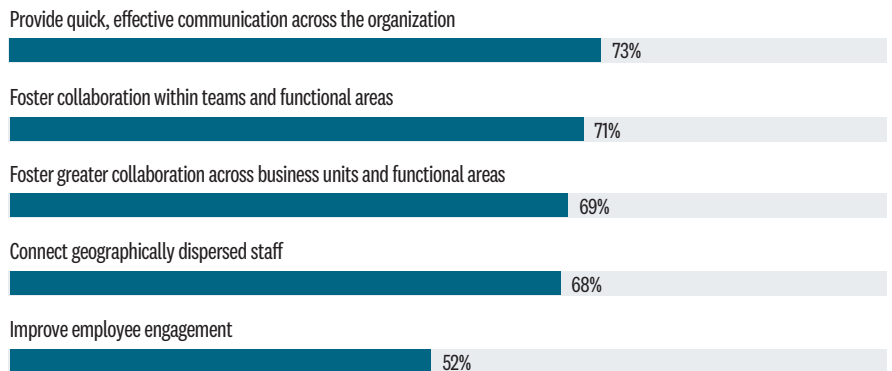 Provide quick, effective communication across the organization
73%
Foster collaboration within teams and functional areas
71%
Foster greater collaboration across business units and functional areas
69%
Connect geographically dispersed staff
68%
Improve employee engagement
52%